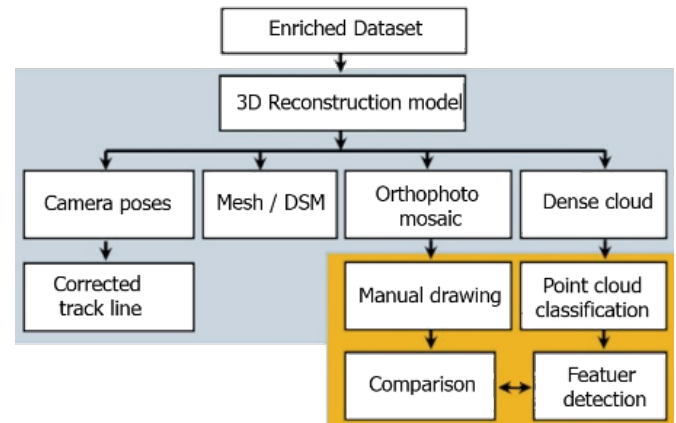 Enriched Dataset
3D Reconstruction model
Camera poses
Mesh / DSM
Orthophoto
mosaic
Dense cloud
Corrected
track line
Manual drawing
Point cloud
classification
Comparison
Featuer
detection